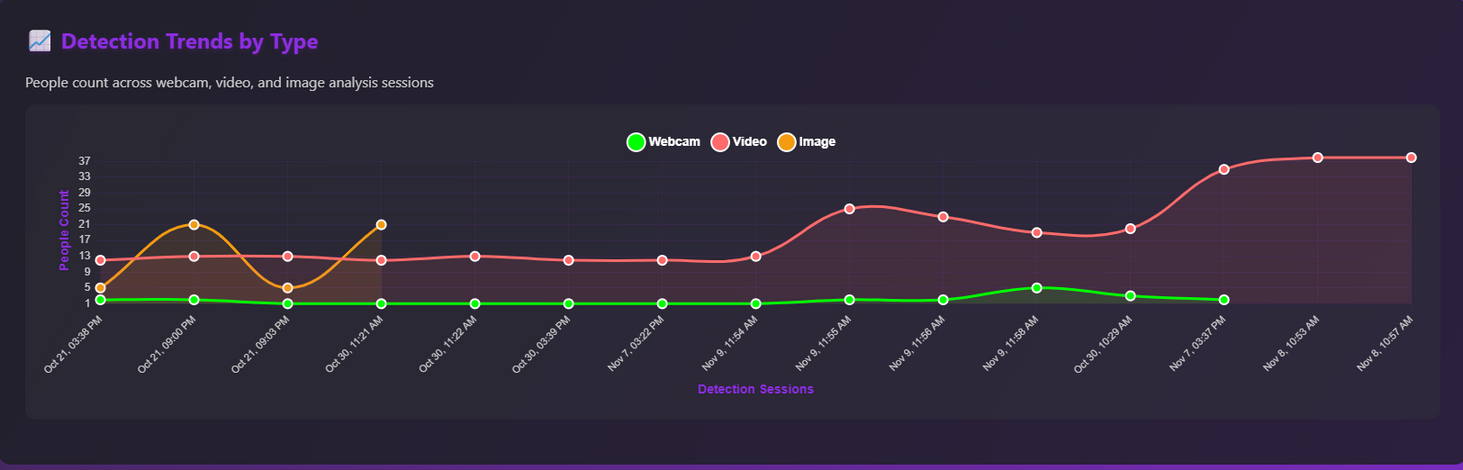 📈 Detection Trends by Type
People count across webcam, video, and image analysis sessions
Webcam Video Image
People Count
37
33
29
25
21
17
13
9
5
1
Oct 21, 03:38 PM
Oct 21, 09:00 PM
Oct 21, 09:03 PM
Oct 30, 11:21 AM
Oct 30, 11:22 AM
Oct 30, 03:39 PM
Nov 7, 03:22 PM
Nov 9, 11:54 AM
Nov 9, 11:55 AM
Nov 9, 11:56 AM
Nov 9, 11:58 AM
Oct 30, 10:29 AM
Nov 7, 03:37 PM
Nov 8, 10:53 AM
Nov 8, 10:57 AM
Detection Sessions